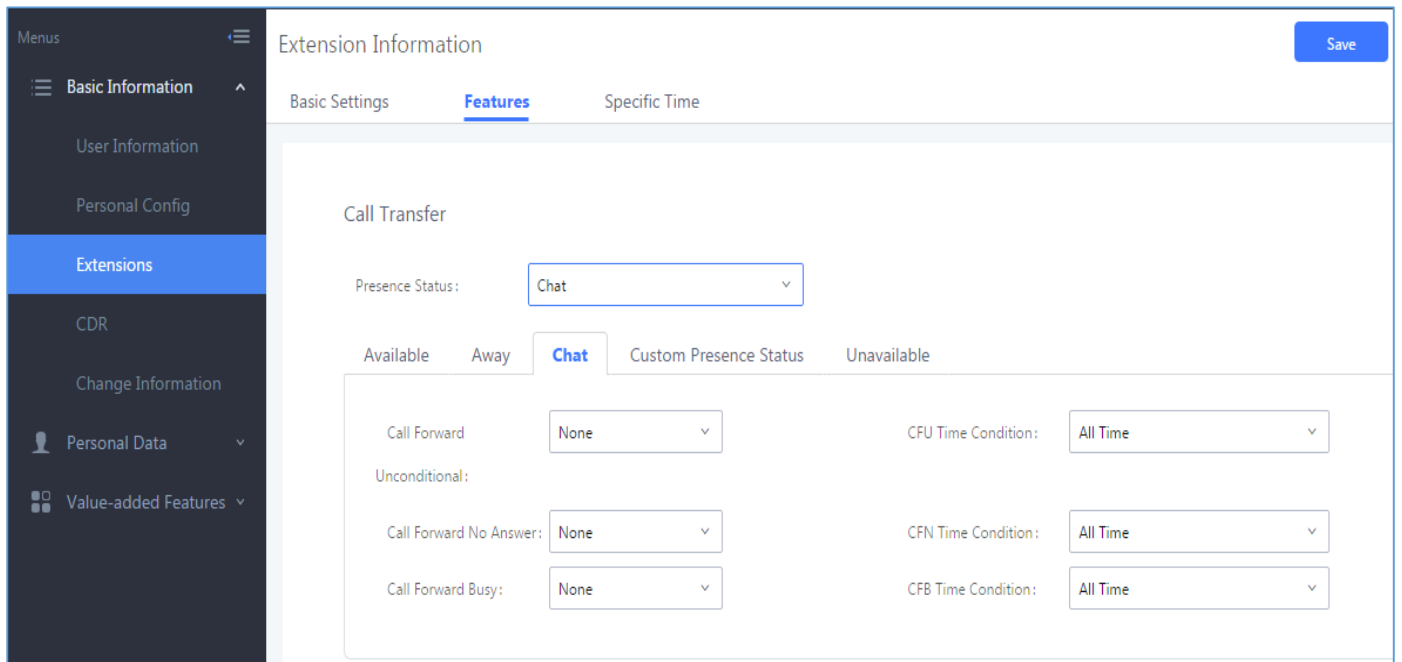 Menus
Basic Information
User Information
Personal Config
Extensions
CDR
Change Information
Personal Data
Value-added Features
Extension Information
Save
Basic Settings Features Specific Time
Call Transfer
Presence Status: Chat
Available Away Chat Custom Presence Status Unavailable
Call Forward None CFU Time Condition: All Time
Unconditional:
Call Forward No Answer: None CFN Time Condition: All Time
Call Forward Busy: None CFB Time Condition: All Time